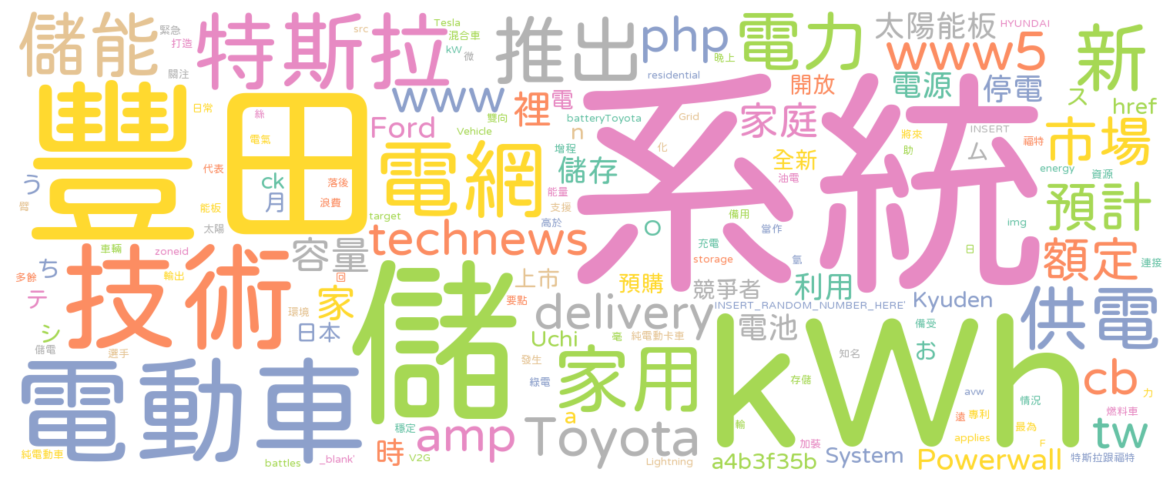 儲能
緊急
打造
關注
特斯拉
src
Tesla
混合車
kW
微
推出
php
residential
晚上
電力
太陽能板
HYUNDAI
www5
新
豐田
日常
絲
電氣
代表
ck
月
落後
浪費
能板
太陽
www
裡
電
雙向
Vehicle
batteryToyota
Ford
n
增程
儲存
能量
支援
高於
target
電網
系統
Grid
家庭
化
開放
電源
停電
ス
href
INSERT
ム
福特
將來
助
全新
油電
市場
energy
資源
預計
う
臂
車輛
zoneid
多餘
ち
輸出
テ
シ
儲電
選手
技術
環境
容量
回
家
日本
technews
上市
要點
O
備用
充電
當作
storage
氫
預購
競爭者
利用
img
日
額定
連接
delivery
INSERT_RANDOM_NUMBER_HERE'
Kyuden
供電
Uchi
毫
純電動卡車
電池
備受
お
知名
發生
綠電
家用
存儲
kWh
avw
情況
cb
力
遠
專利
燃料車
最為
tw
applies
F
電動車
純電動車
battles
_blank'
儲
穩定
時
V2G
amp
a
Toyota
Lightning
輸
加裝
a4b3f35b
System
Powerwall
特斯拉跟福特